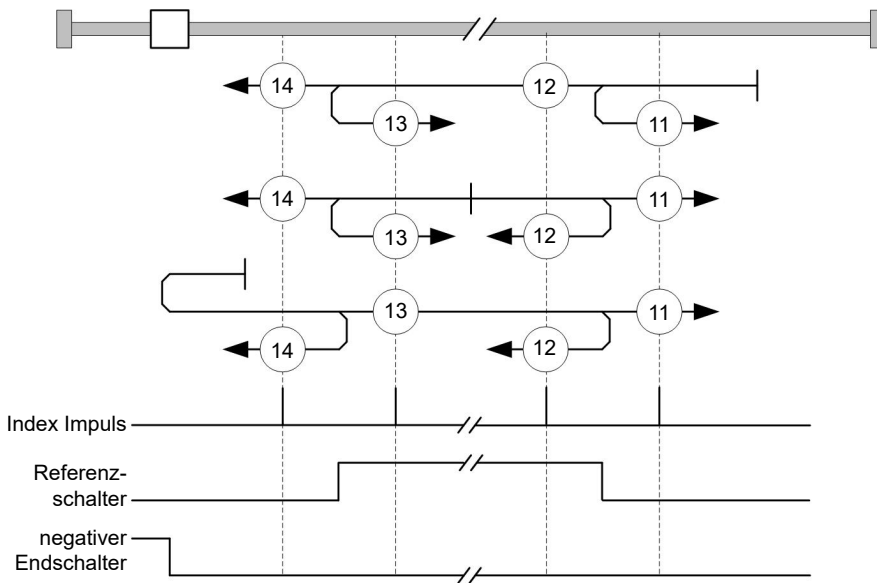 14
12
13
11
14
11
13
12
13
11
14
12
Index Impuls
Referenz-
schalter
negativer
Endschalter